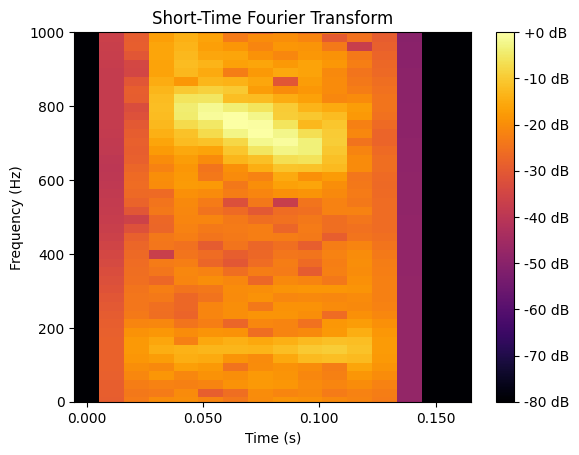 Short-Time Fourier Transform
1000
800
600
400
200
0
Frequency (Hz)
0.000
0.050
0.100
0.150
Time (s)
+0 dB
-10 dB
-20 dB
-30 dB
-40 dB
-50 dB
-60 dB
-70 dB
-80 dB